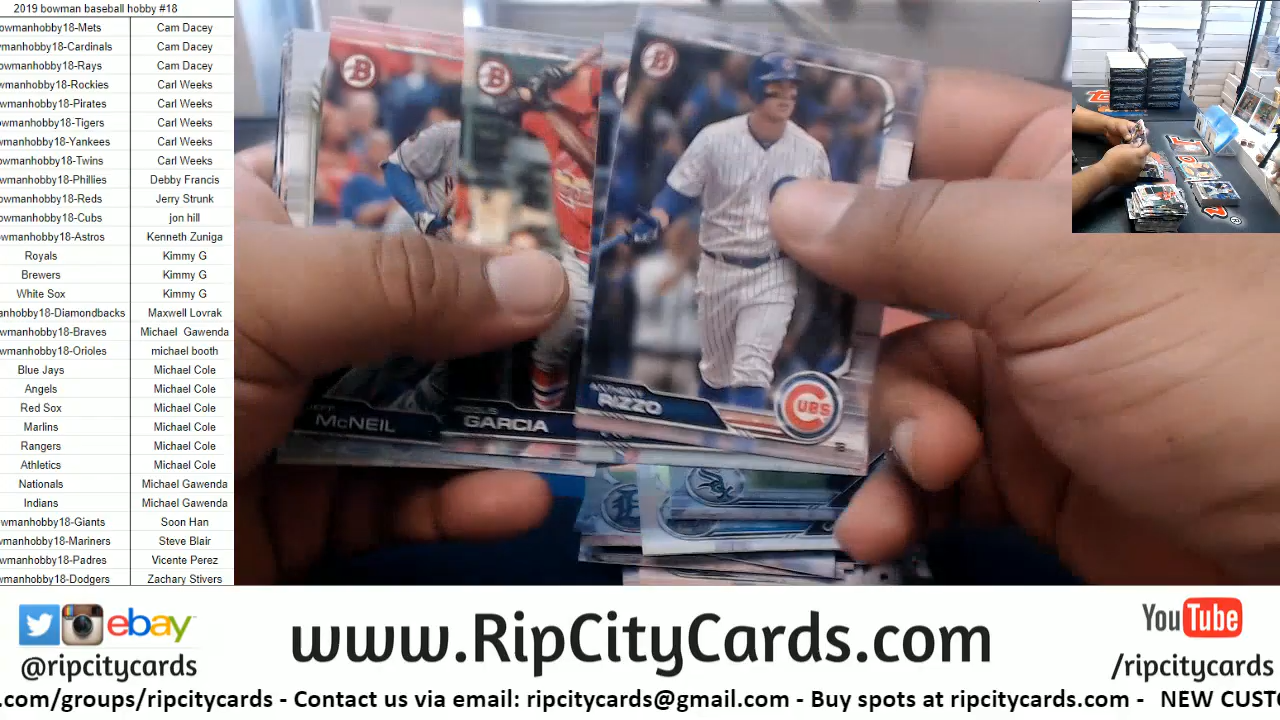 2019 bowman baseball hobby #18
owmanhobby18-Mets Cam Dacey
wmanhobby18-Cardinals Cam Dacey
owmanhobby18-Rays Cam Dacey
wmanhobby18-Rockies Carl Weeks
wmanhobby18-Pirates Carl Weeks
owmanhobby18-Tigers Carl Weeks
wmanhobby18-Yankees Carl Weeks
owmanhobby18-Twins Carl Weeks
wmanhobby18-Phillies Debby Francis
owmanhobby18-Reds Jerry Strunk
owmanhobby18-Cubs jon hill
owmanhobby18-Astros Kenneth Zuniga
Royals Kimmy G
Brewers Kimmy G
White Sox Kimmy G
anhobby18-Diamondbacks Maxwell Lovrak
wmanhobby18-Braves Michael Gawenda
wmanhobby18-Orioles michael booth
Blue Jays Michael Cole
Angels Michael Cole
Red Sox Michael Cole
Marlins Michael Cole
Rangers Michael Cole
Athletics Michael Cole
Nationals Michael Gawenda
Indians Michael Gawenda
wmanhobby18-Giants Soon Han
wmanhobby18-Mariners Steve Blair
wmanhobby18-Padres Vicente Perez
wmanhobby18-Dodgers Zachary Stivers
B
B
B
McNEIL
GARCIA
ANTHONY
RIZZO
CUBS
ebay
@ripcitycards
www.RipCityCards.com
YouTube
/ripcitycards
.com/groups/ripcitycards - Contact us via email: ripcitycards@gmail.com - Buy spots at ripcitycards.com - NEW CUSTO